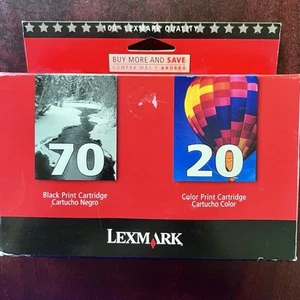 100% LEXMARK QUALITY
BUY MORE AND SAVE
COMPRA MAS Y AHORRA
70
20
Black Print Cartridge
Cartucho Negro
Color Print Cartridge
Cartucho Color
LEXMARK